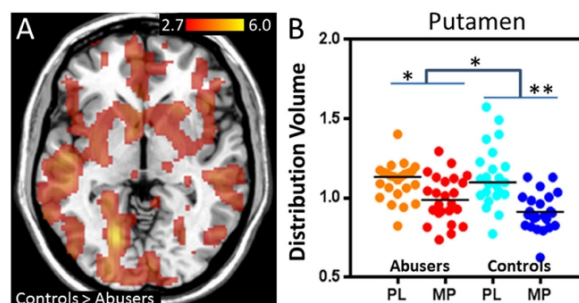 A
2.7
6.0
Controls > Abusers
B
Putamen
Distribution Volume
2.0
1.5
1.0
0.5
*
*
**
Abusers
Controls
PL
MP
PL
MP